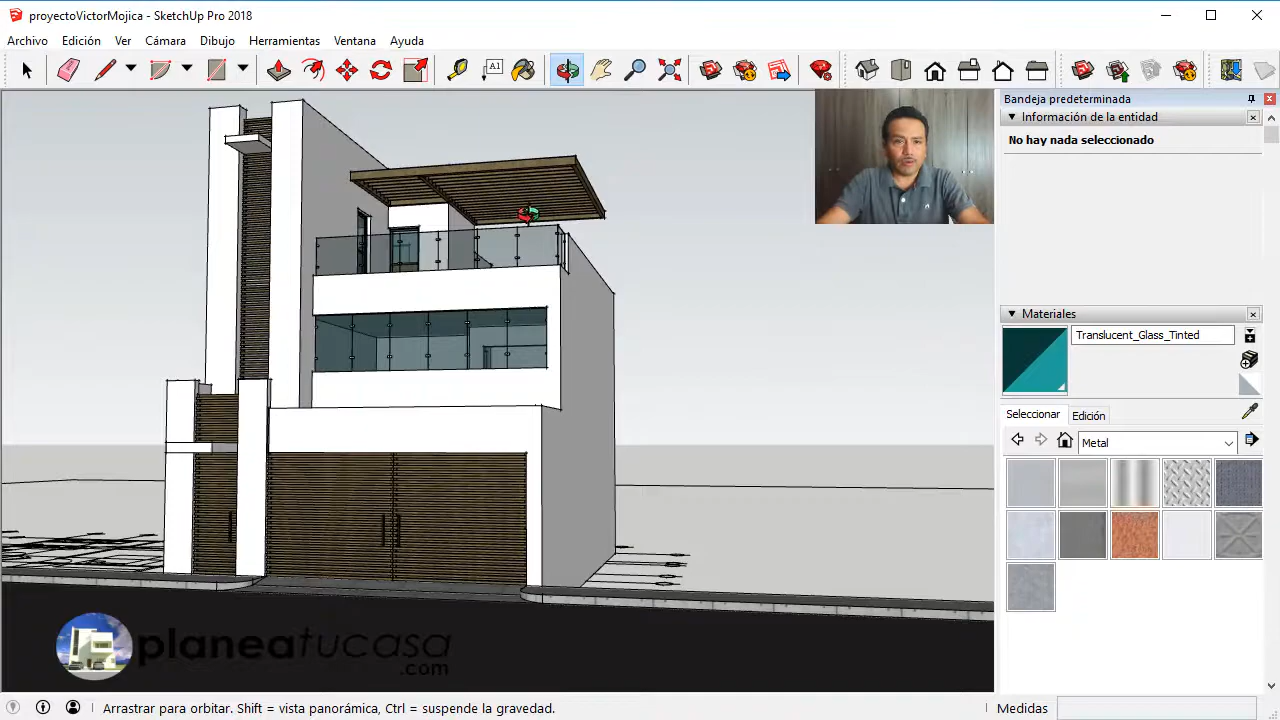 proyectoVictorMojica - SketchUp Pro 2018
Archivo Edición Ver Cámara Dibujo Herramientas Ventana Ayuda
A1
Bandeja predeterminada
Información de la entidad
No hay nada seleccionado
Materiales
Translucent_Glass_Tinted
Seleccionar Edición
Metal
planeatucasa
.com
Arrastrar para orbitar. Shift = vista panorámica, Ctrl = suspende la gravedad.
Medidas